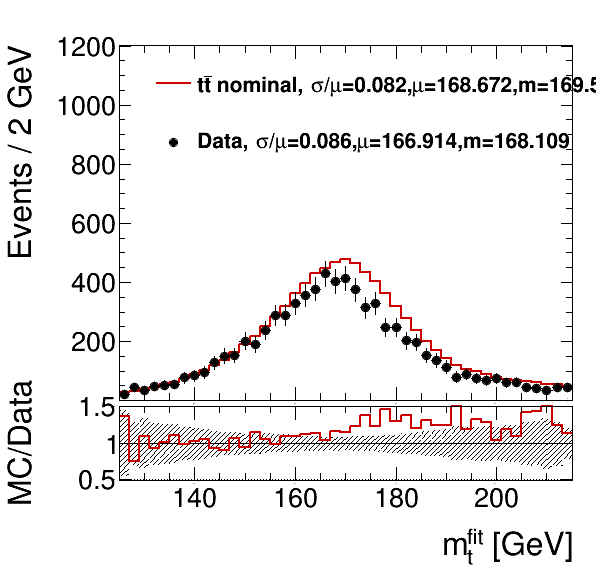 1200
1000
800
600
400
200
Events / 2 GeV
tt̄ nominal, σ/μ=0.082,μ=168.672,m=169.5
Data, σ/μ=0.086,μ=166.914,m=168.109
1.5
1
0.5
MC/Data
140 160 180 200
m_t^fit [GeV]